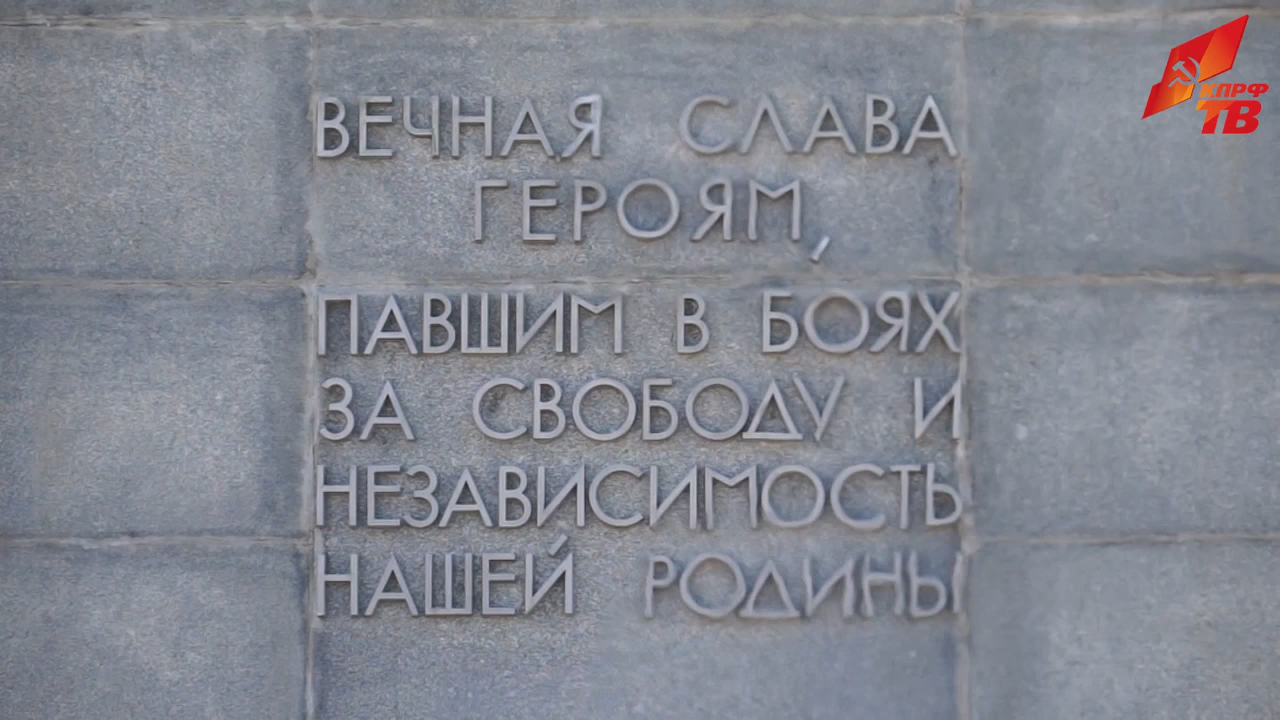 ВЕЧНАЯ СЛАВА
ГЕРОЯМ,
ПАВШИМ В БОЯХ
ЗА СВОБОДУ И
НЕЗАВИСИМОСТЬ
НАШЕЙ РОДИНЫ
КПРФ
ТВ